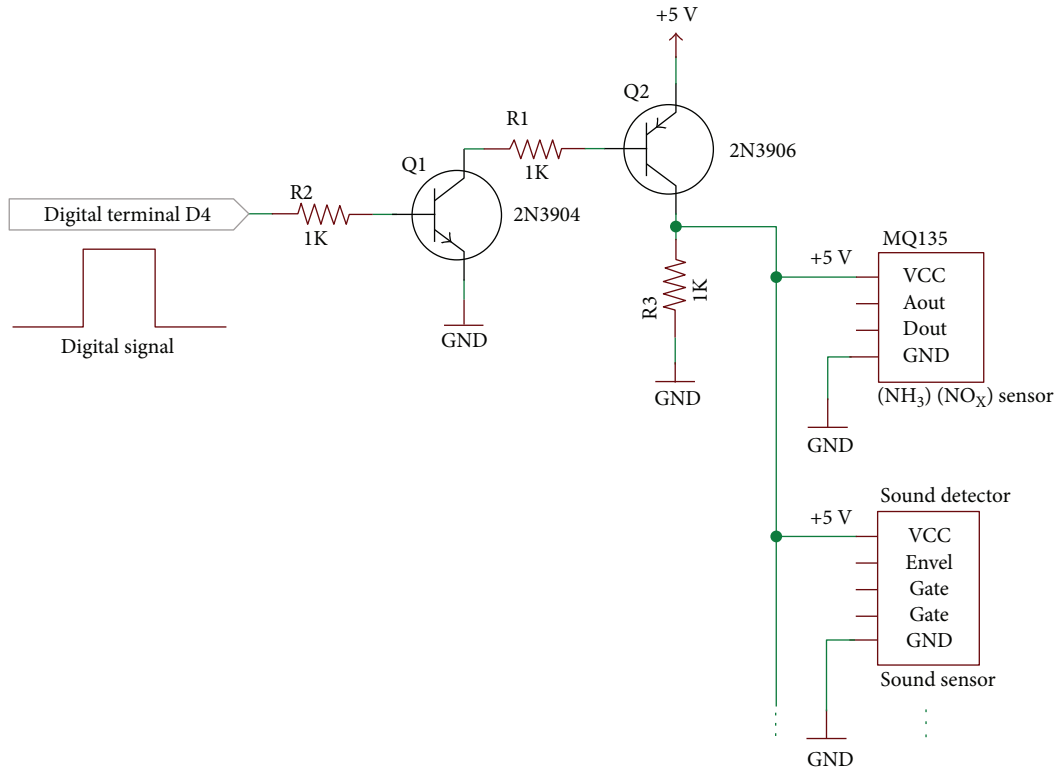 +5 V
Q2
R1
1K
2N3906
Q1
R2
1K
2N3904
Digital terminal D4
Digital signal
GND
R3
1K
GND
MQ135
+5 V
VCC
Aout
Dout
GND
(NH₃) (NOₓ) sensor
GND
Sound detector
+5 V
VCC
Envel
Gate
Gate
GND
Sound sensor
GND